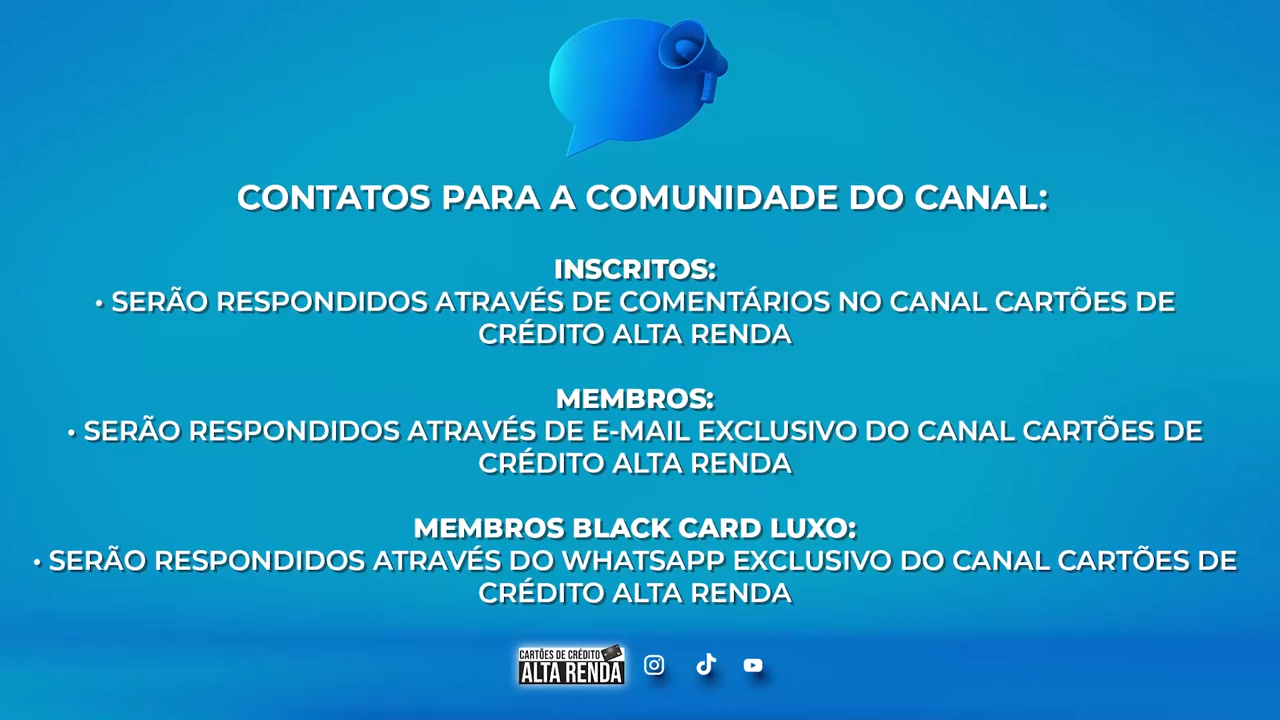 CONTATOS PARA A COMUNIDADE DO CANAL:
INSCRITOS:
• SERÃO RESPONDIDOS ATRAVÉS DE COMENTÁRIOS NO CANAL CARTÕES DE
CRÉDITO ALTA RENDA
MEMBROS:
• SERÃO RESPONDIDOS ATRAVÉS DE E-MAIL EXCLUSIVO DO CANAL CARTÕES DE
CRÉDITO ALTA RENDA
MEMBROS BLACK CARD LUXO:
• SERÃO RESPONDIDOS ATRAVÉS DO WHATSAPP EXCLUSIVO DO CANAL CARTÕES DE
CRÉDITO ALTA RENDA
CARTÕES DE CRÉDITO
ALTA RENDA